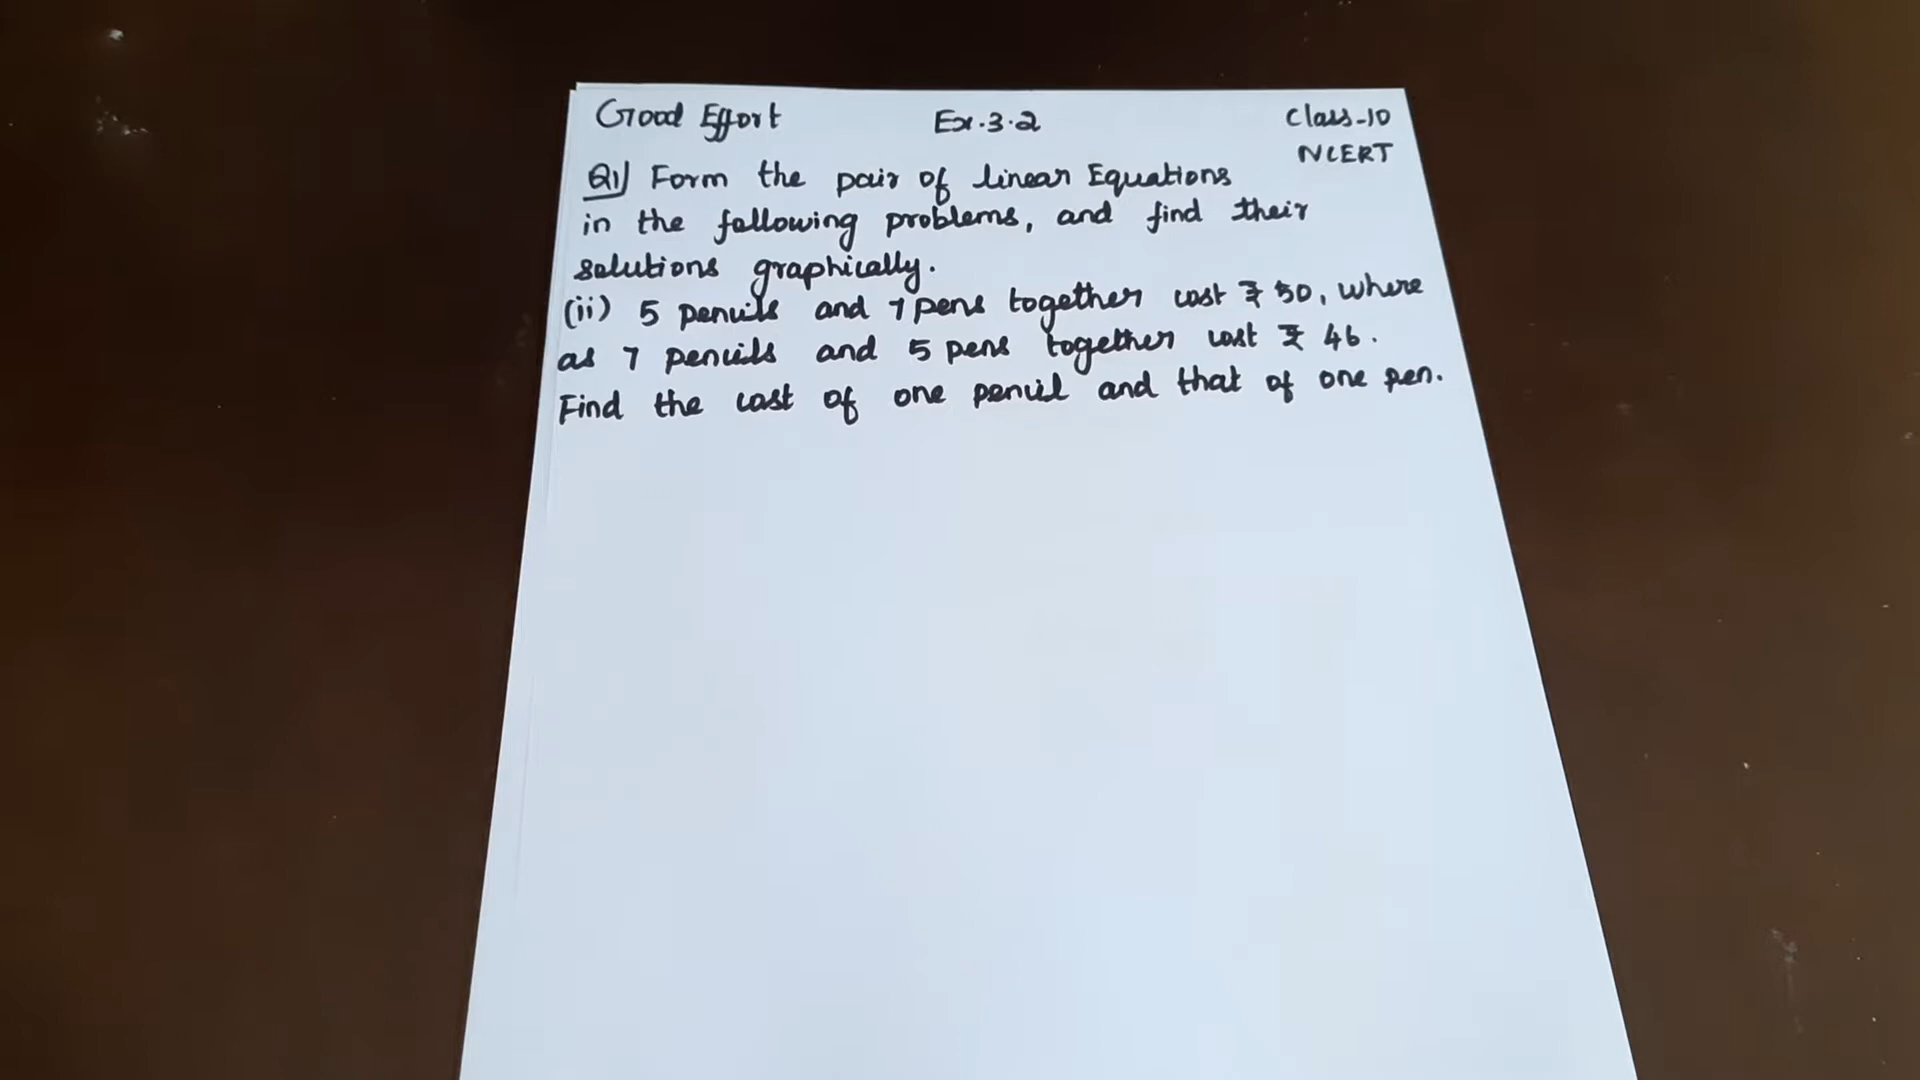 Good Effort Ex.3.2 Class-10
NCERT
Q1) Form the pair of linear Equations
in the following problems, and find their
solutions graphically.
(ii) 5 pencils and 7 pens together cost ₹ 50, where
as 7 pencils and 5 pens together cost ₹ 46.
Find the cost of one pencil and that of one pen.